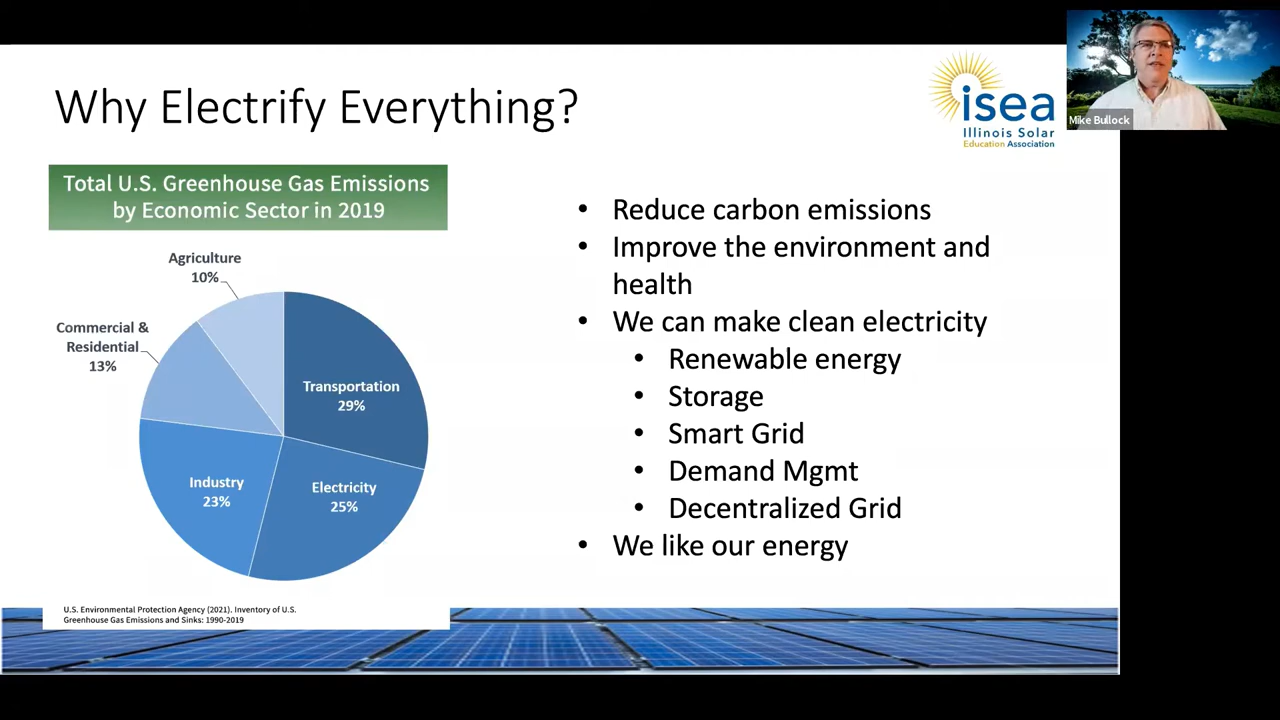 Why Electrify Everything?
isea
Illinois Solar
Education Association
Mike Bullock
Total U.S. Greenhouse Gas Emissions
by Economic Sector in 2019
Agriculture
10%
Commercial &
Residential
13%
Transportation
29%
Industry
23%
Electricity
25%
U.S. Environmental Protection Agency (2021). Inventory of U.S.
Greenhouse Gas Emissions and Sinks: 1990-2019
• Reduce carbon emissions
• Improve the environment and
health
• We can make clean electricity
• Renewable energy
• Storage
• Smart Grid
• Demand Mgmt
• Decentralized Grid
• We like our energy